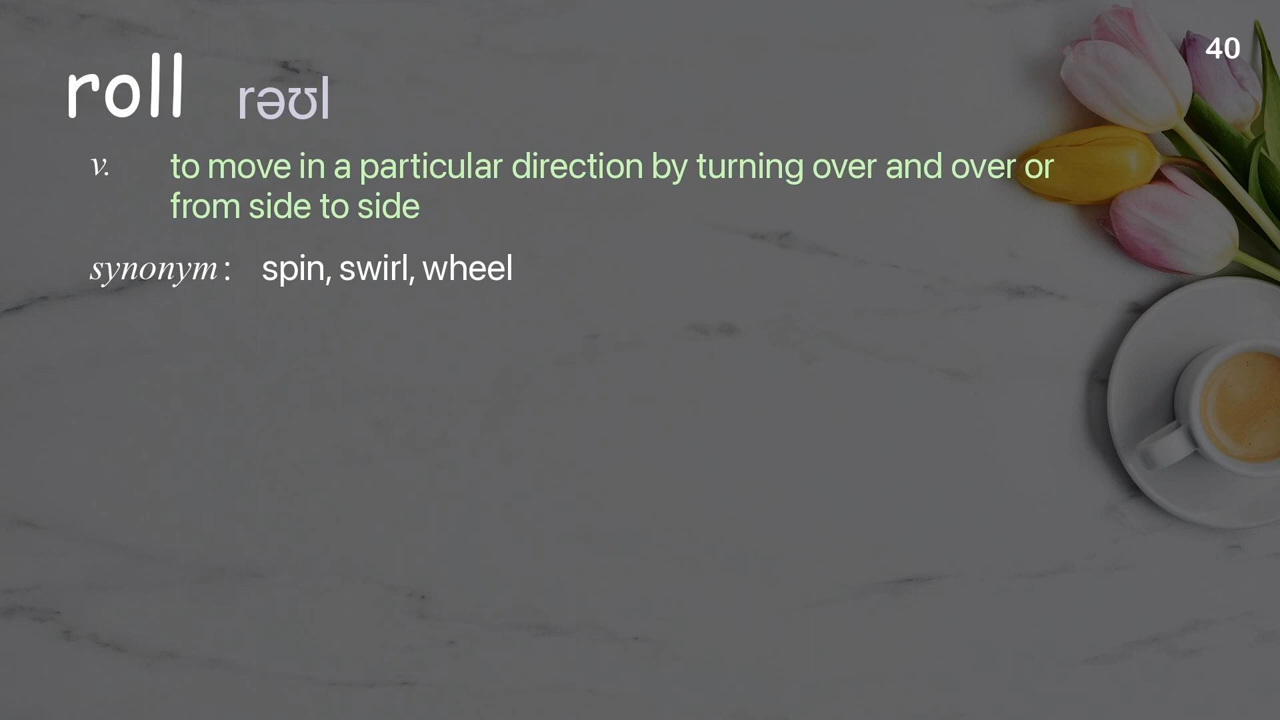 40
roll rəʊl
v. to move in a particular direction by turning over and over or
from side to side
synonym: spin, swirl, wheel